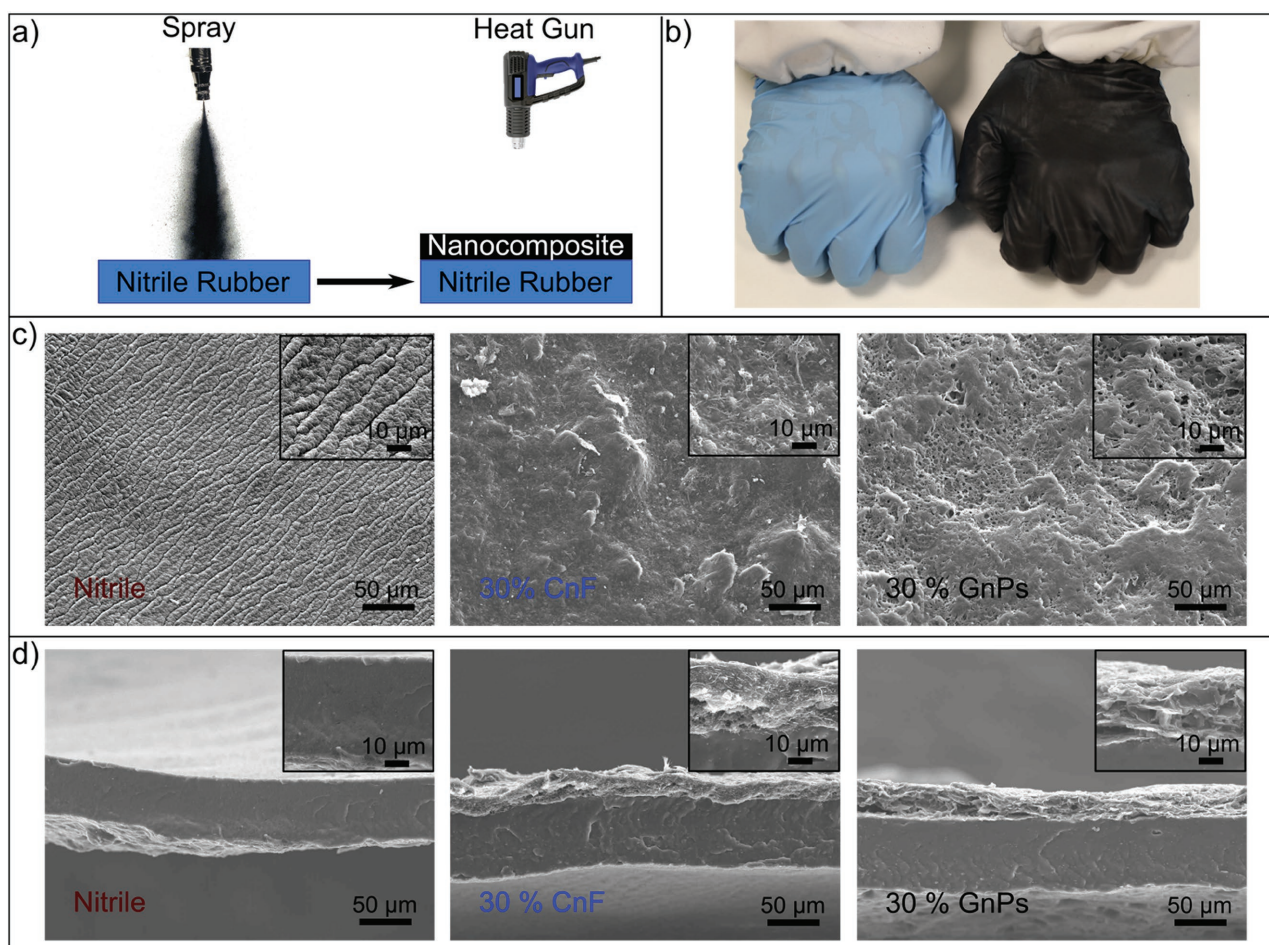 a)
Spray
Heat Gun
Nanocomposite
Nitrile Rubber
Nitrile Rubber
b)
c)
10 µm
Nitrile
50 µm
10 µm
30% CnF
50 µm
10 µm
30 % GnPs
50 µm
d)
10 µm
Nitrile
50 µm
10 µm
30 % CnF
50 µm
10 µm
30 % GnPs
50 µm